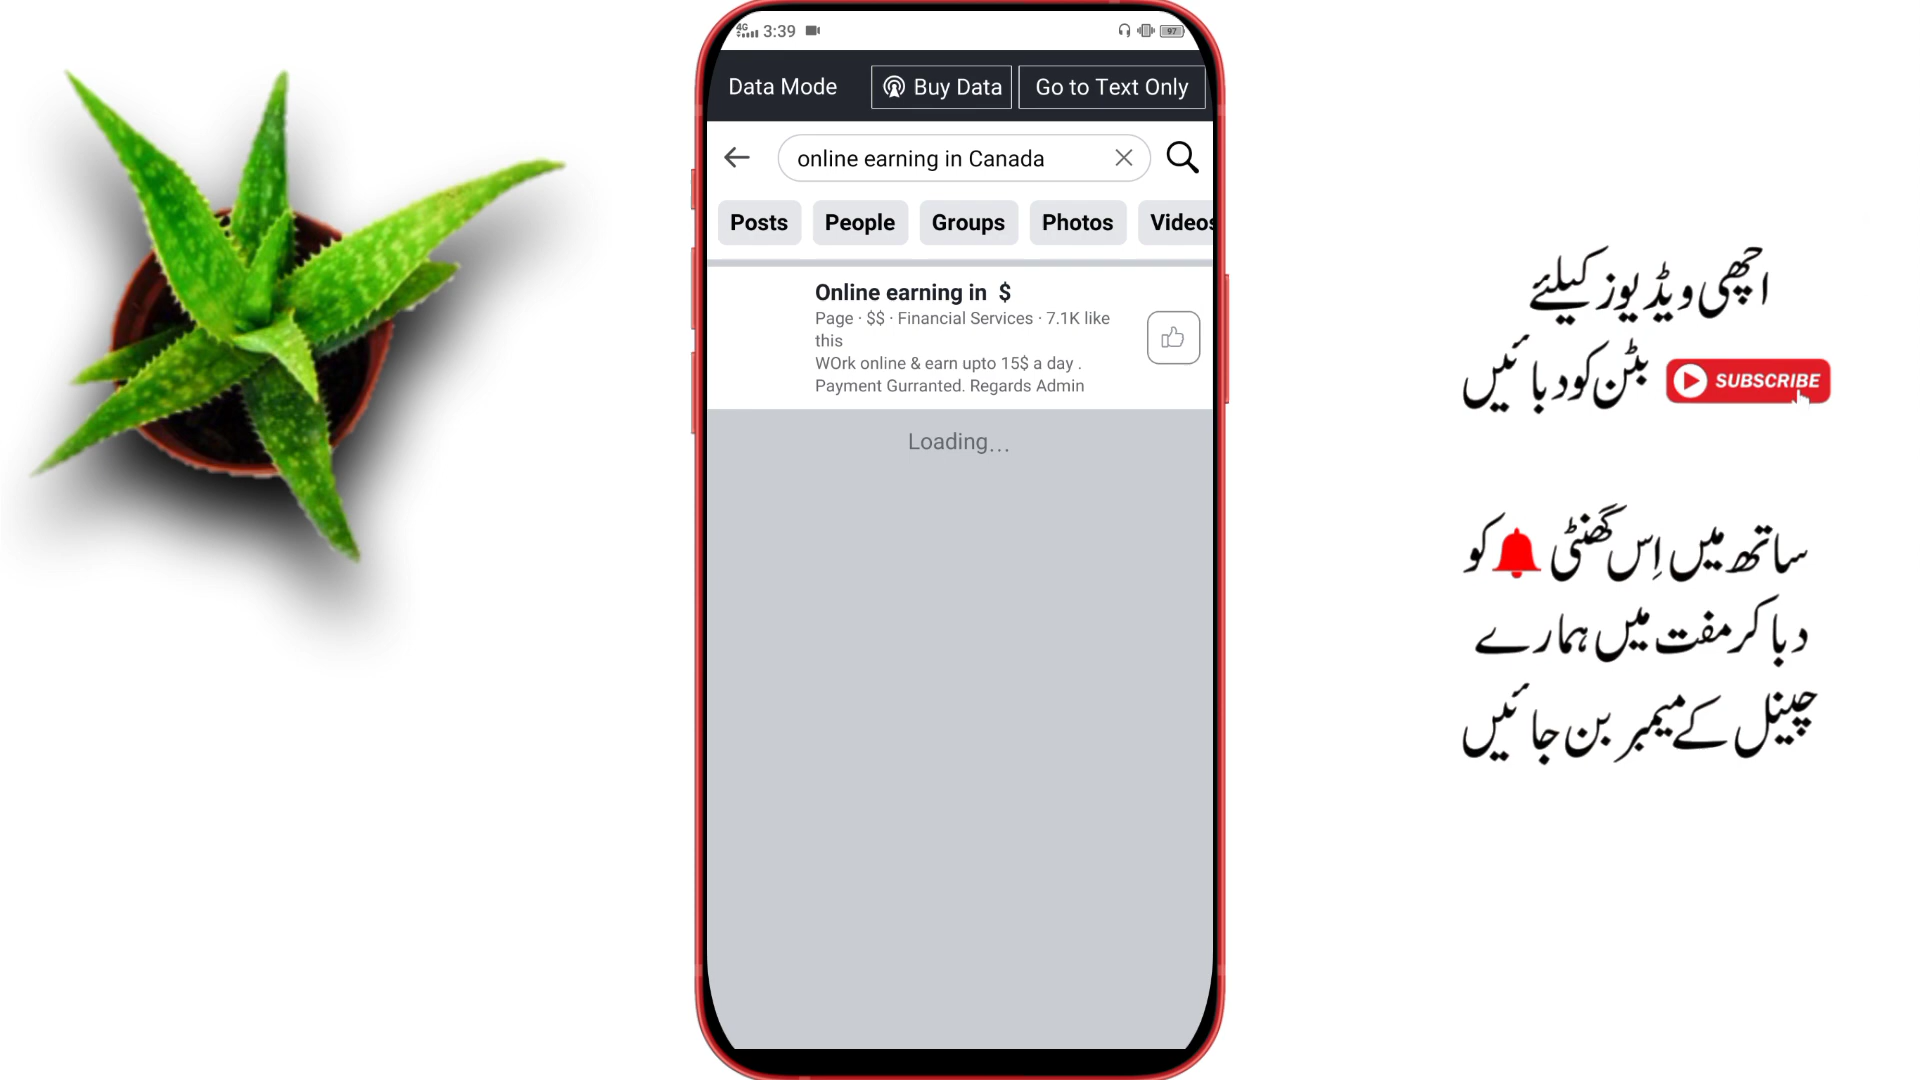 4G 3:39 97
Data Mode Buy Data Go to Text Only
online earning in Canada
Posts People Groups Photos Videos
Online earning in $
Page · $$ · Financial Services · 7.1K like
this
WOrk online & earn upto 15$ a day .
Payment Gurranted. Regards Admin
Loading...
اچھی ویڈیوز کیلئے
بٹن کو دبائیں SUBSCRIBE
ساتھ میں اِس گھنٹی کو
دبا کر مفت میں ہمارے
چینل کے میمبر بن جائیں